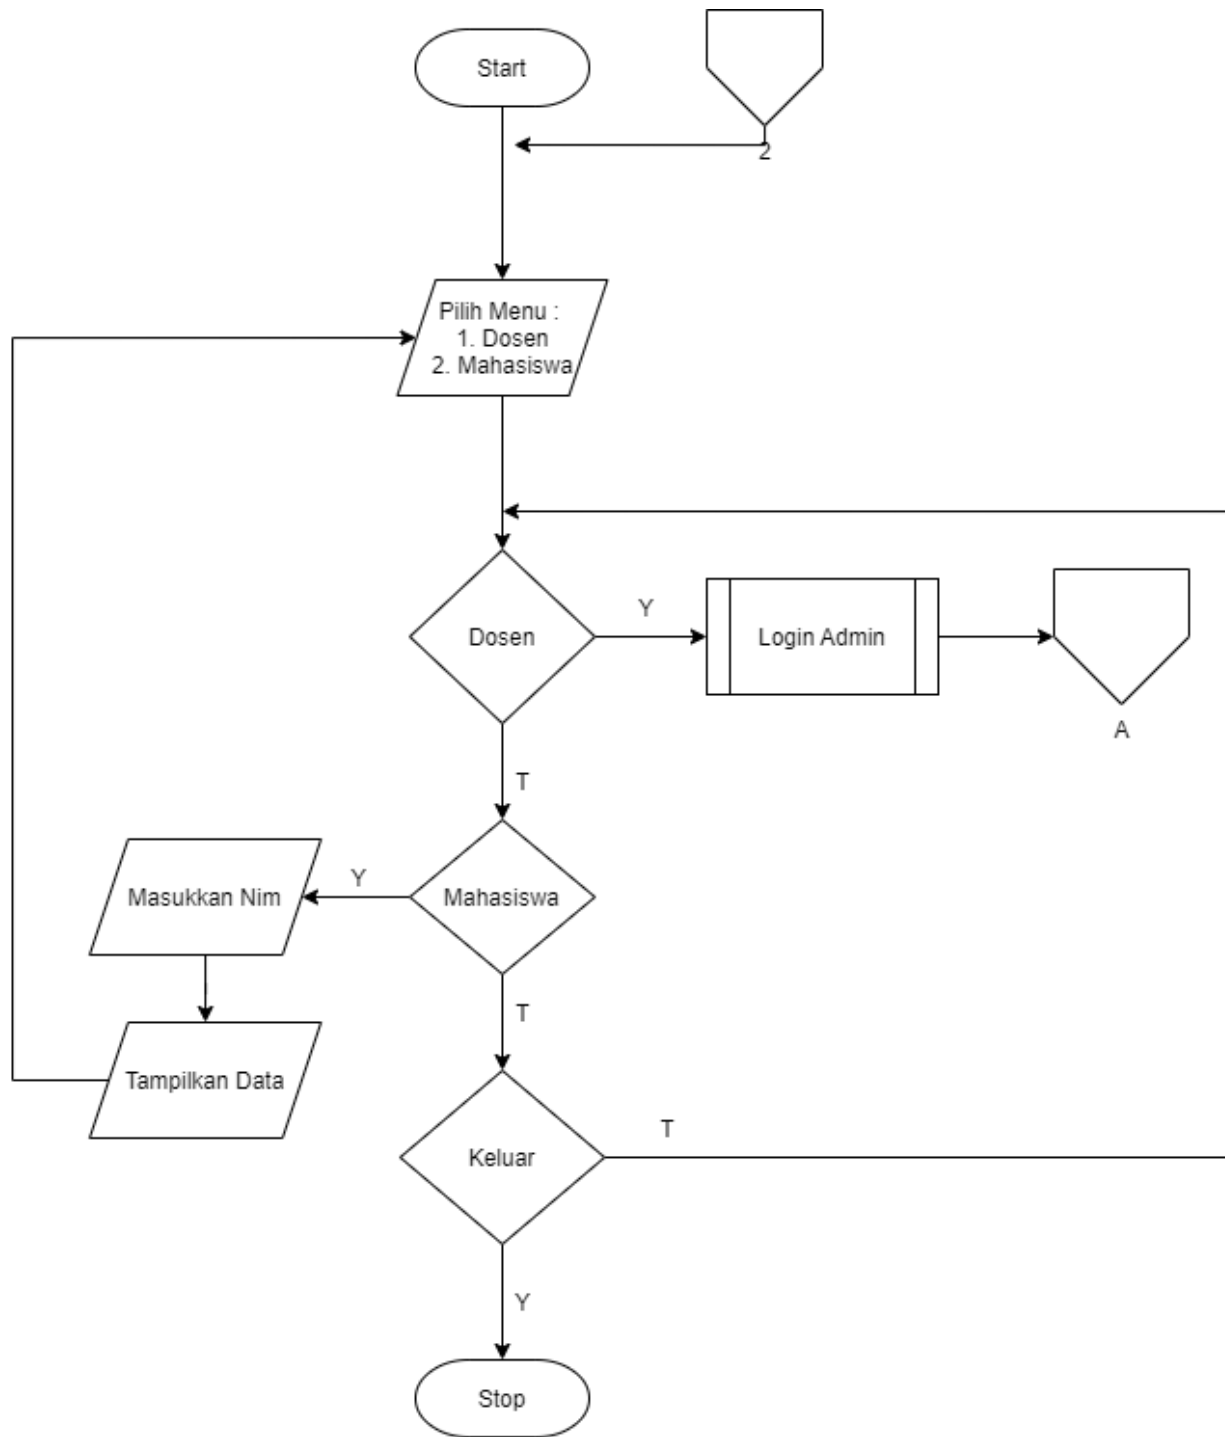 Start
2
Pilih Menu :
1. Dosen
2. Mahasiswa
Dosen
Y
Login Admin
A
T
Mahasiswa
Y
Masukkan Nim
T
Tampilkan Data
Keluar
T
Y
Stop